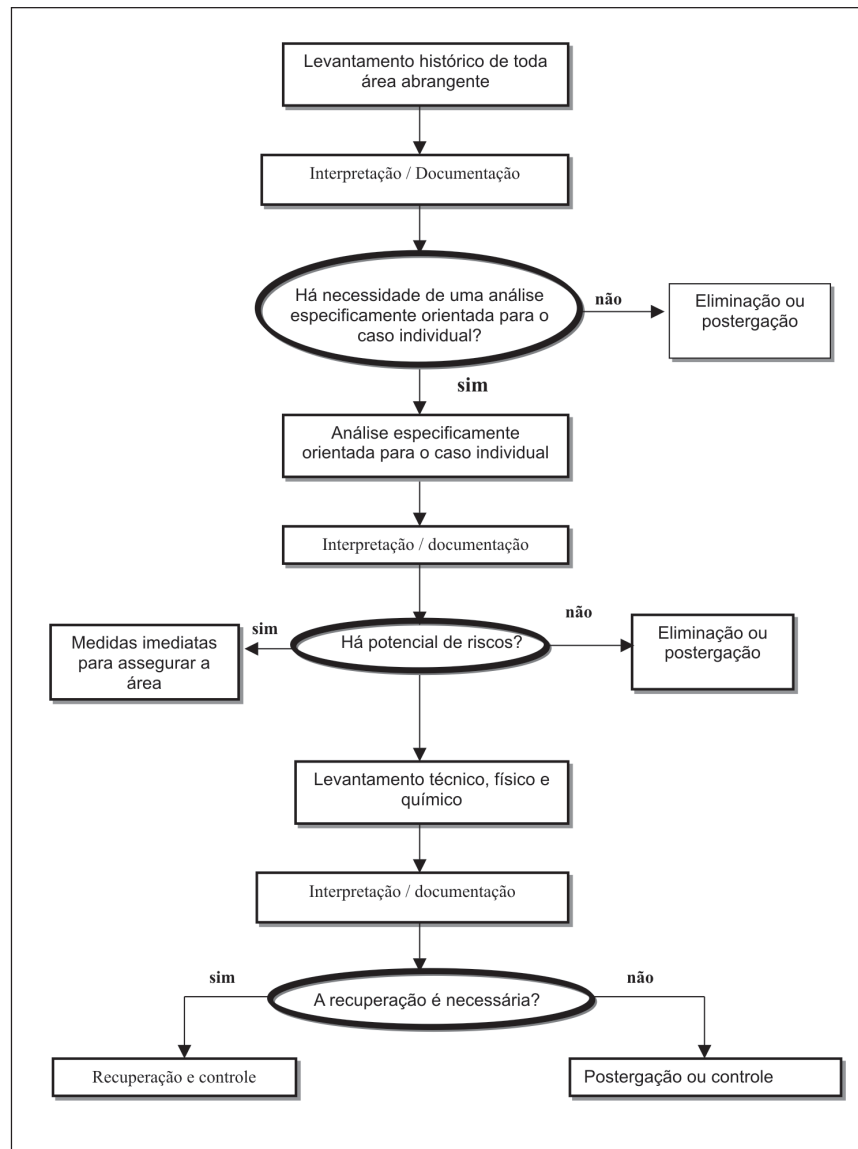 Levantamento histórico de toda
área abrangente
Interpretação / Documentação
Há necessidade de uma análise
especificamente orientada para o
caso individual?
não
Eliminação ou
postergação
sim
Análise especificamente
orientada para o caso individual
Interpretação / documentação
Há potencial de riscos?
sim
Medidas imediatas
para assegurar a
área
não
Eliminação ou
postergação
Levantamento técnico, físico e
químico
Interpretação / documentação
A recuperação é necessária?
sim
não
Recuperação e controle
Postergação ou controle